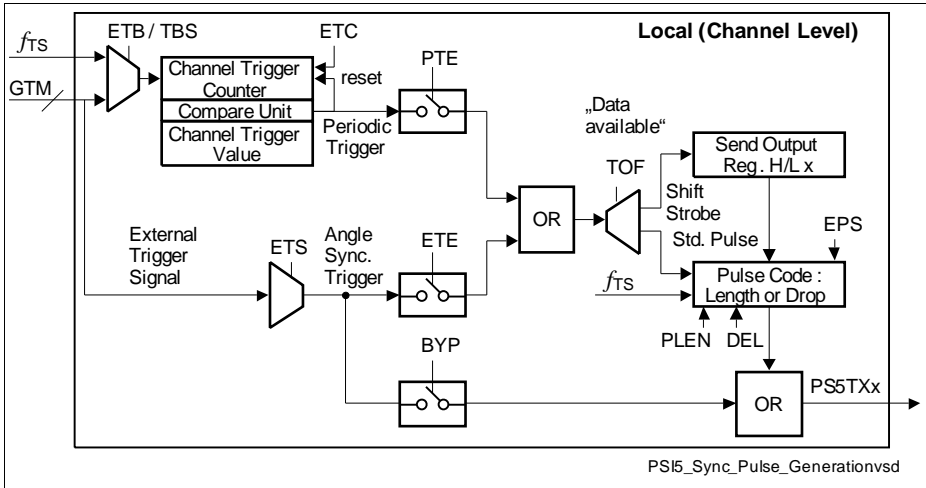 Local (Channel Level)
ETB / TBS
ETC
fTS
GTM
Channel Trigger
Counter
Compare Unit
Channel Trigger
Value
reset
PTE
Periodic
Trigger
„Data
available“
Send Output
Reg. H/L x
TOF
OR
Shift
Strobe
Std. Pulse
EPS
External
Trigger
Signal
ETS
Angle
Sync.
Trigger
ETE
fTS
Pulse Code :
Length or Drop
PLEN
DEL
BYP
OR
PS5TXx
PSI5_Sync_Pulse_Generationvsd